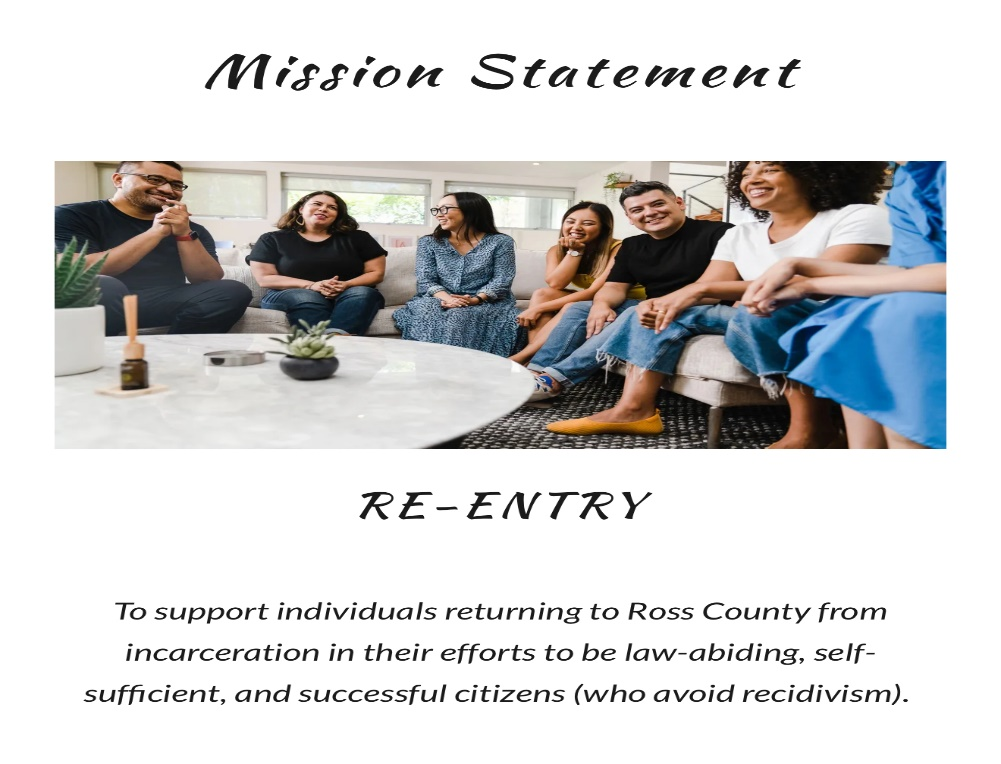 Mission Statement
RE-ENTRY
To support individuals returning to Ross County from
incarceration in their efforts to be law-abiding, self-
sufficient, and successful citizens (who avoid recidivism).